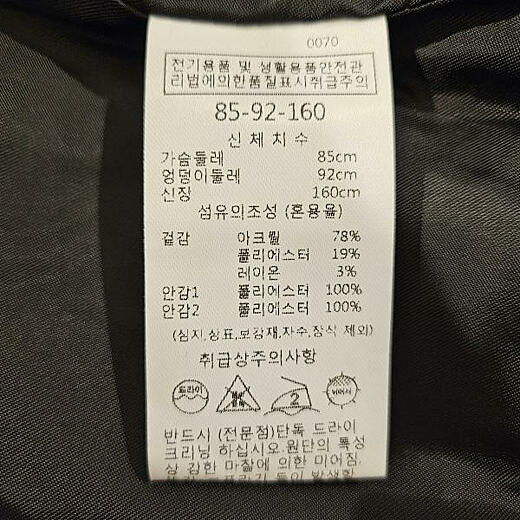 0070
전기용품 및 생활용품안전관
리법에의한품질표시취급주의
85-92-160
신 체 치 수
가슴둘레 85cm
엉덩이둘레 92cm
신장 160cm
섬유의조성 (혼용율)
겉감 아크릴 78%
폴리에스터 19%
레이온 3%
안감1 폴리에스터 100%
안감2 폴리에스터 100%
(심지,상표,보강재,자수,장식 제외)
취급상주의사항
드라이 2
반드시 (전문점)단독 드라이
크리닝 하십시오.원단의 특성
상 강한 마찰에 의한 미어짐,